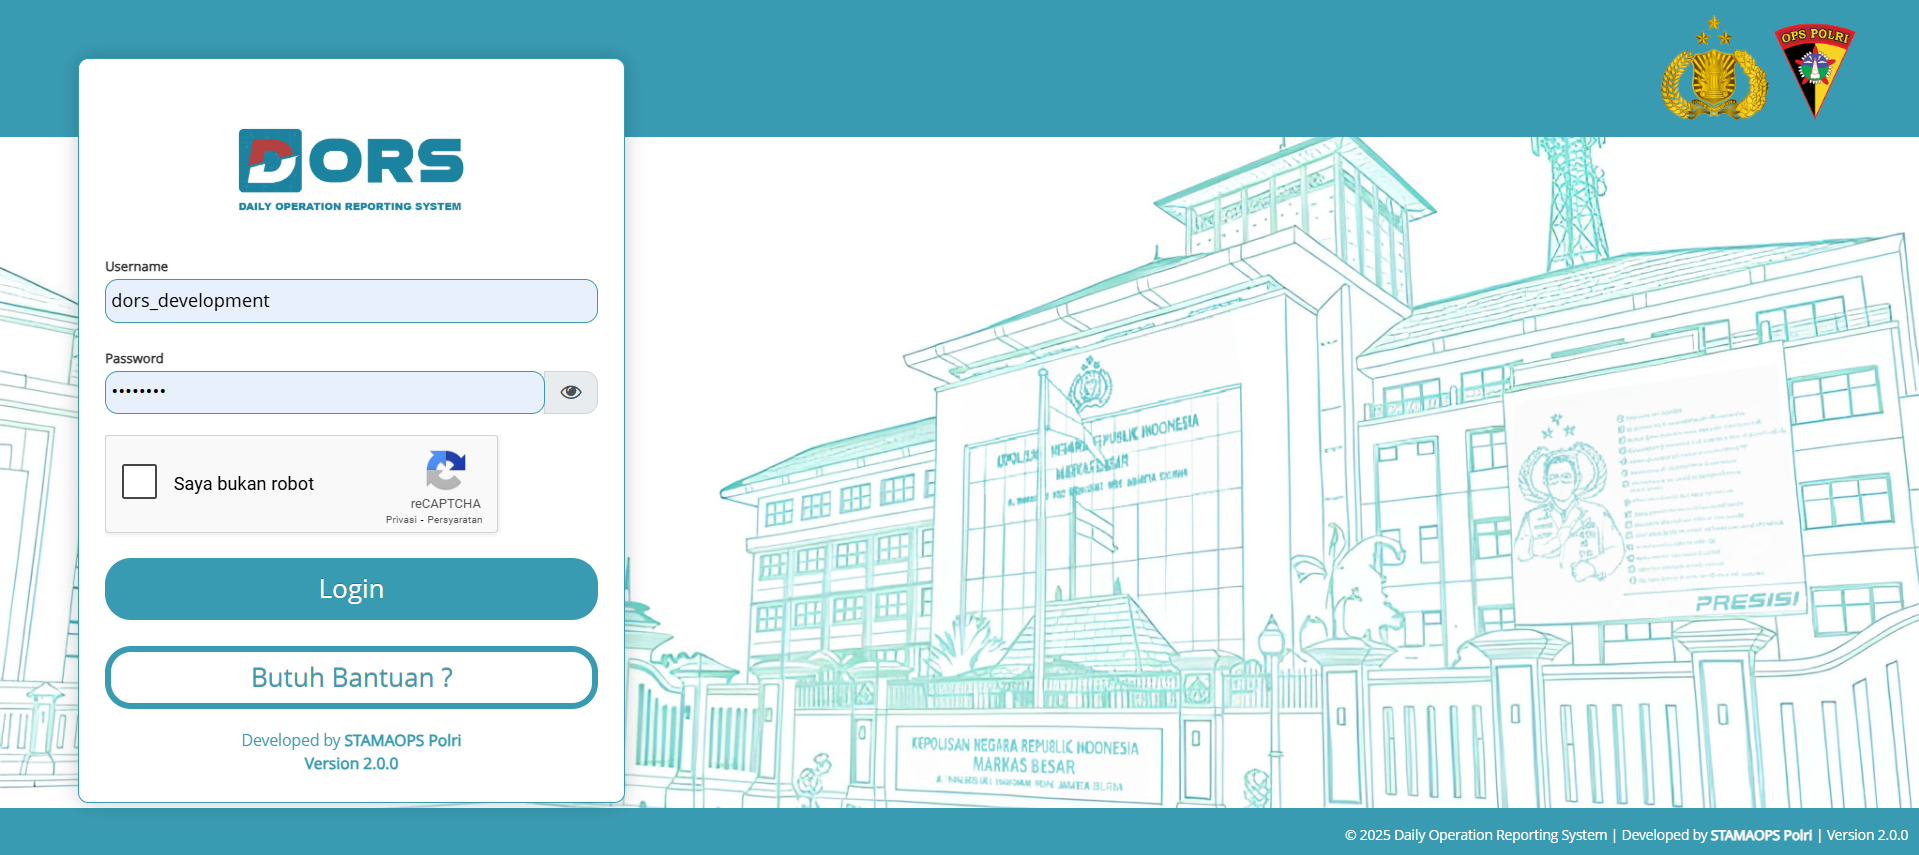 OPS POLRI
DORS
DAILY OPERATION REPORTING SYSTEM
Username
dors_development
Password
••••••••
Saya bukan robot
reCAPTCHA
Privasi - Persyaratan
Login
Butuh Bantuan ?
Developed by STAMAOPS Polri
Version 2.0.0
NEGARA REPUBLIK INDONESIA
MARKAS BESAR
PRESISI
KEPOLISAN NEGARA REPUBLIK INDONESIA
MARKAS BESAR
© 2025 Daily Operation Reporting System | Developed by STAMAOPS Polri | Version 2.0.0